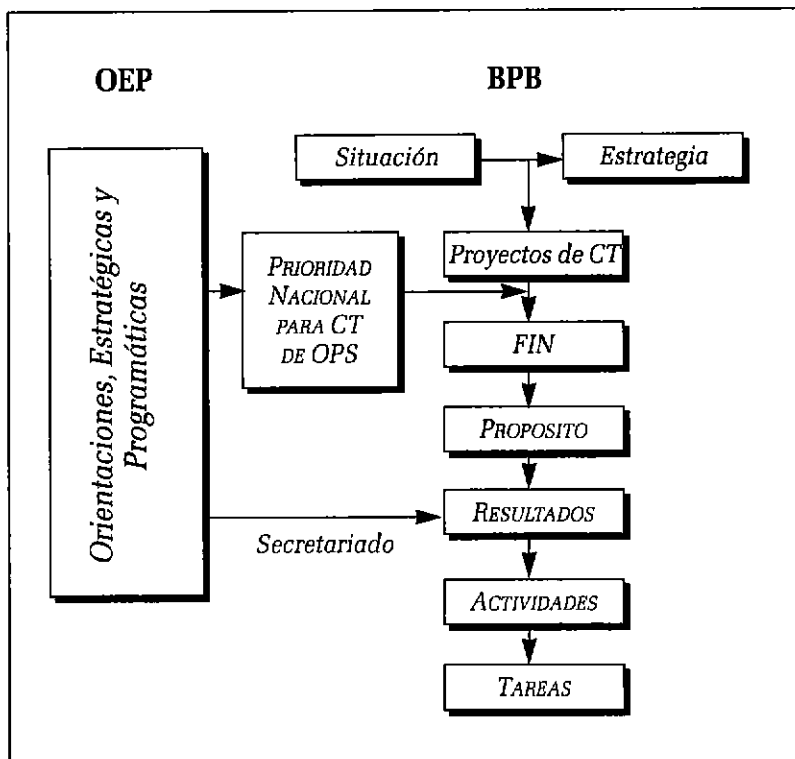 OEP
BPB
Situación
Estrategia
Orientaciones, Estratégicas y
Programáticas
PRIORIDAD
NACIONAL
PARA CT
DE OPS
Proyectos de CT
FIN
PROPOSITO
RESULTADOS
Secretariado
ACTIVIDADES
TAREAS